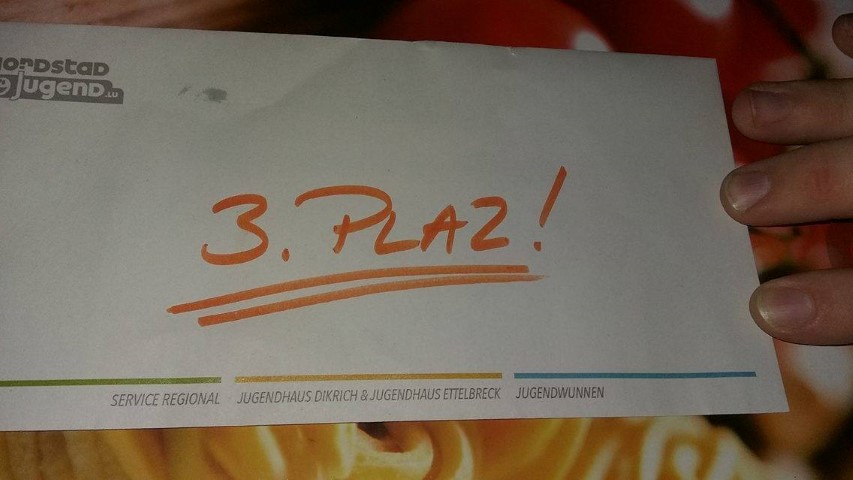 NORDSTAD
JUGEND.LU
3. PLAZ!
SERVICE REGIONAL JUGENDHAUS DIKRICH & JUGENDHAUS ETTELBRECK JUGENDWUNNEN